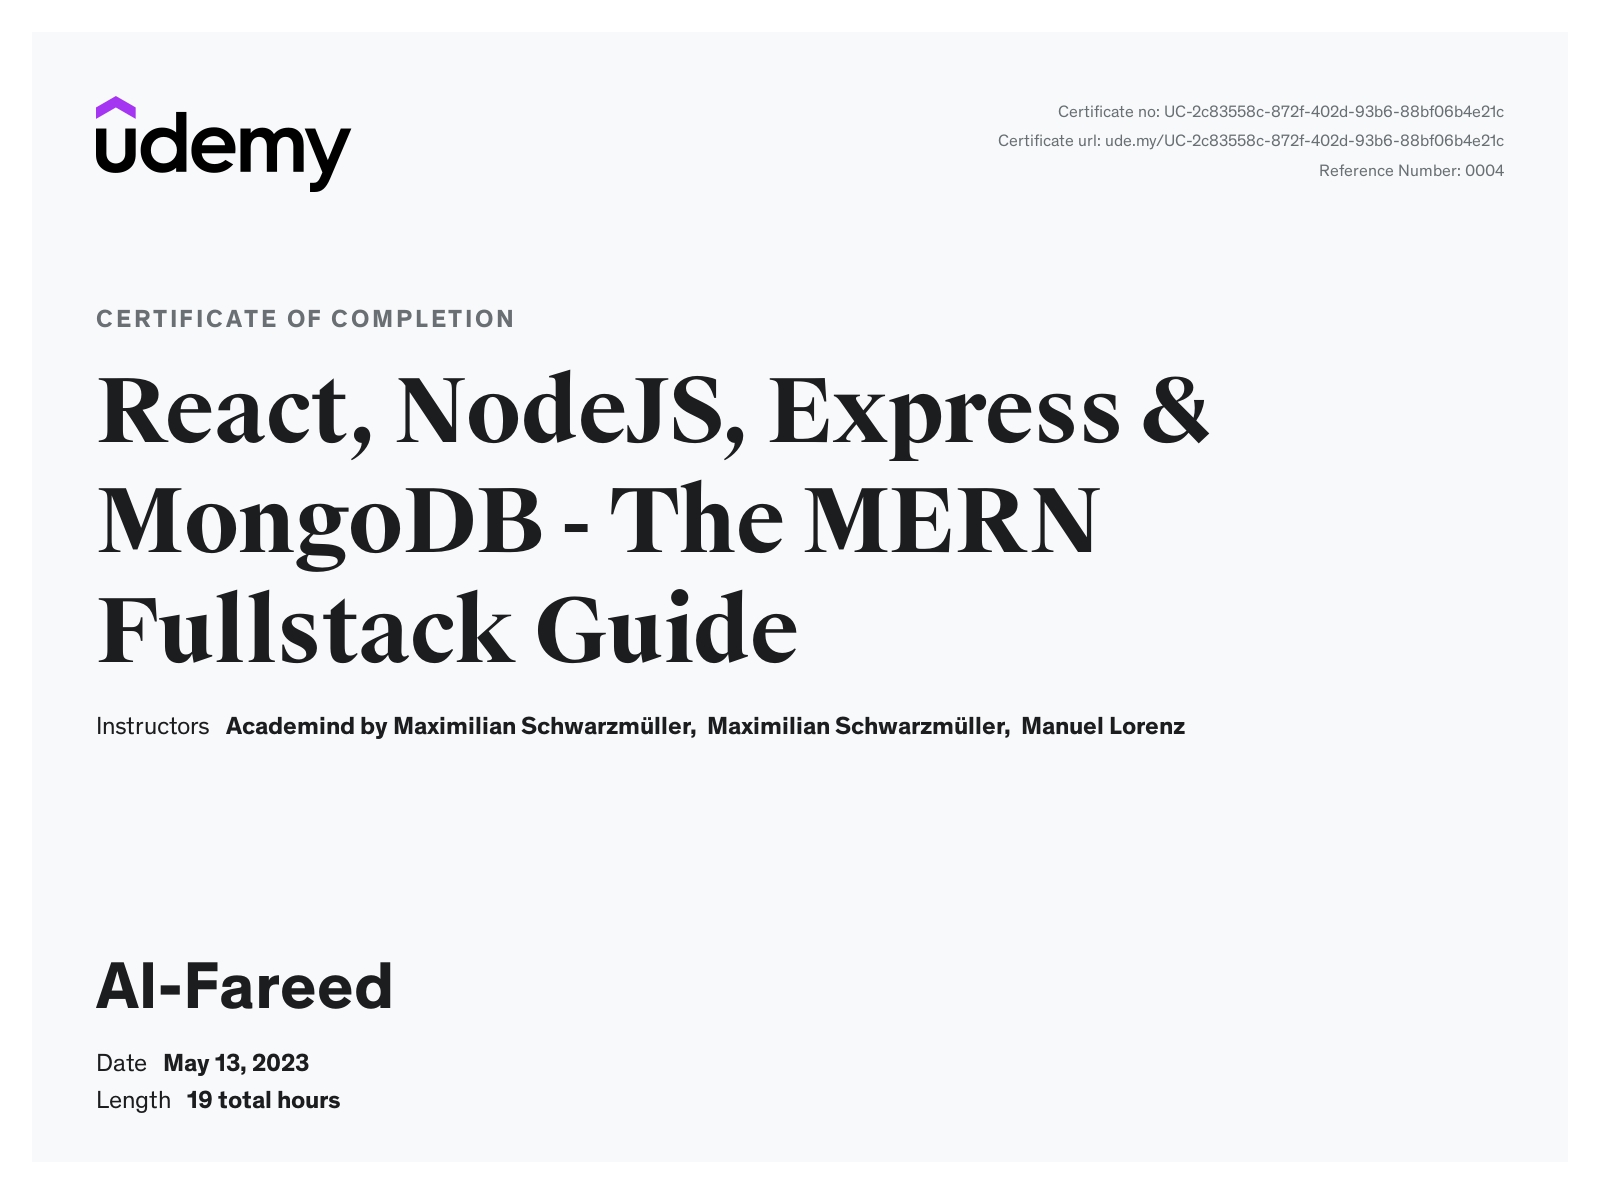 udemy
Certificate no: UC-2c83558c-872f-402d-93b6-88bf06b4e21c
Certificate url: ude.my/UC-2c83558c-872f-402d-93b6-88bf06b4e21c
Reference Number: 0004
CERTIFICATE OF COMPLETION
React, NodeJS, Express &
MongoDB - The MERN
Fullstack Guide
Instructors Academind by Maximilian Schwarzmüller, Maximilian Schwarzmüller, Manuel Lorenz
Al-Fareed
Date May 13, 2023
Length 19 total hours